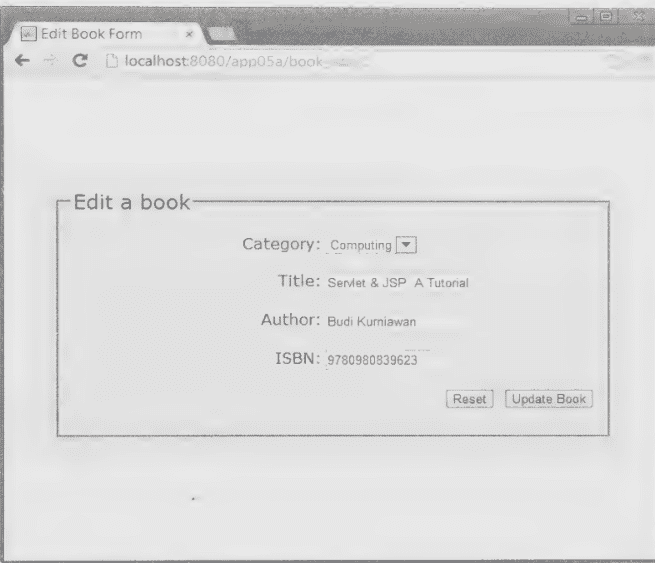 Edit Book Form ×
localhost:8080/app05a/book
Edit a book
Category: Computing
Title: Servlet & JSP A Tutorial
Author: Budi Kurniawan
ISBN: 9780980839623
Reset Update Book